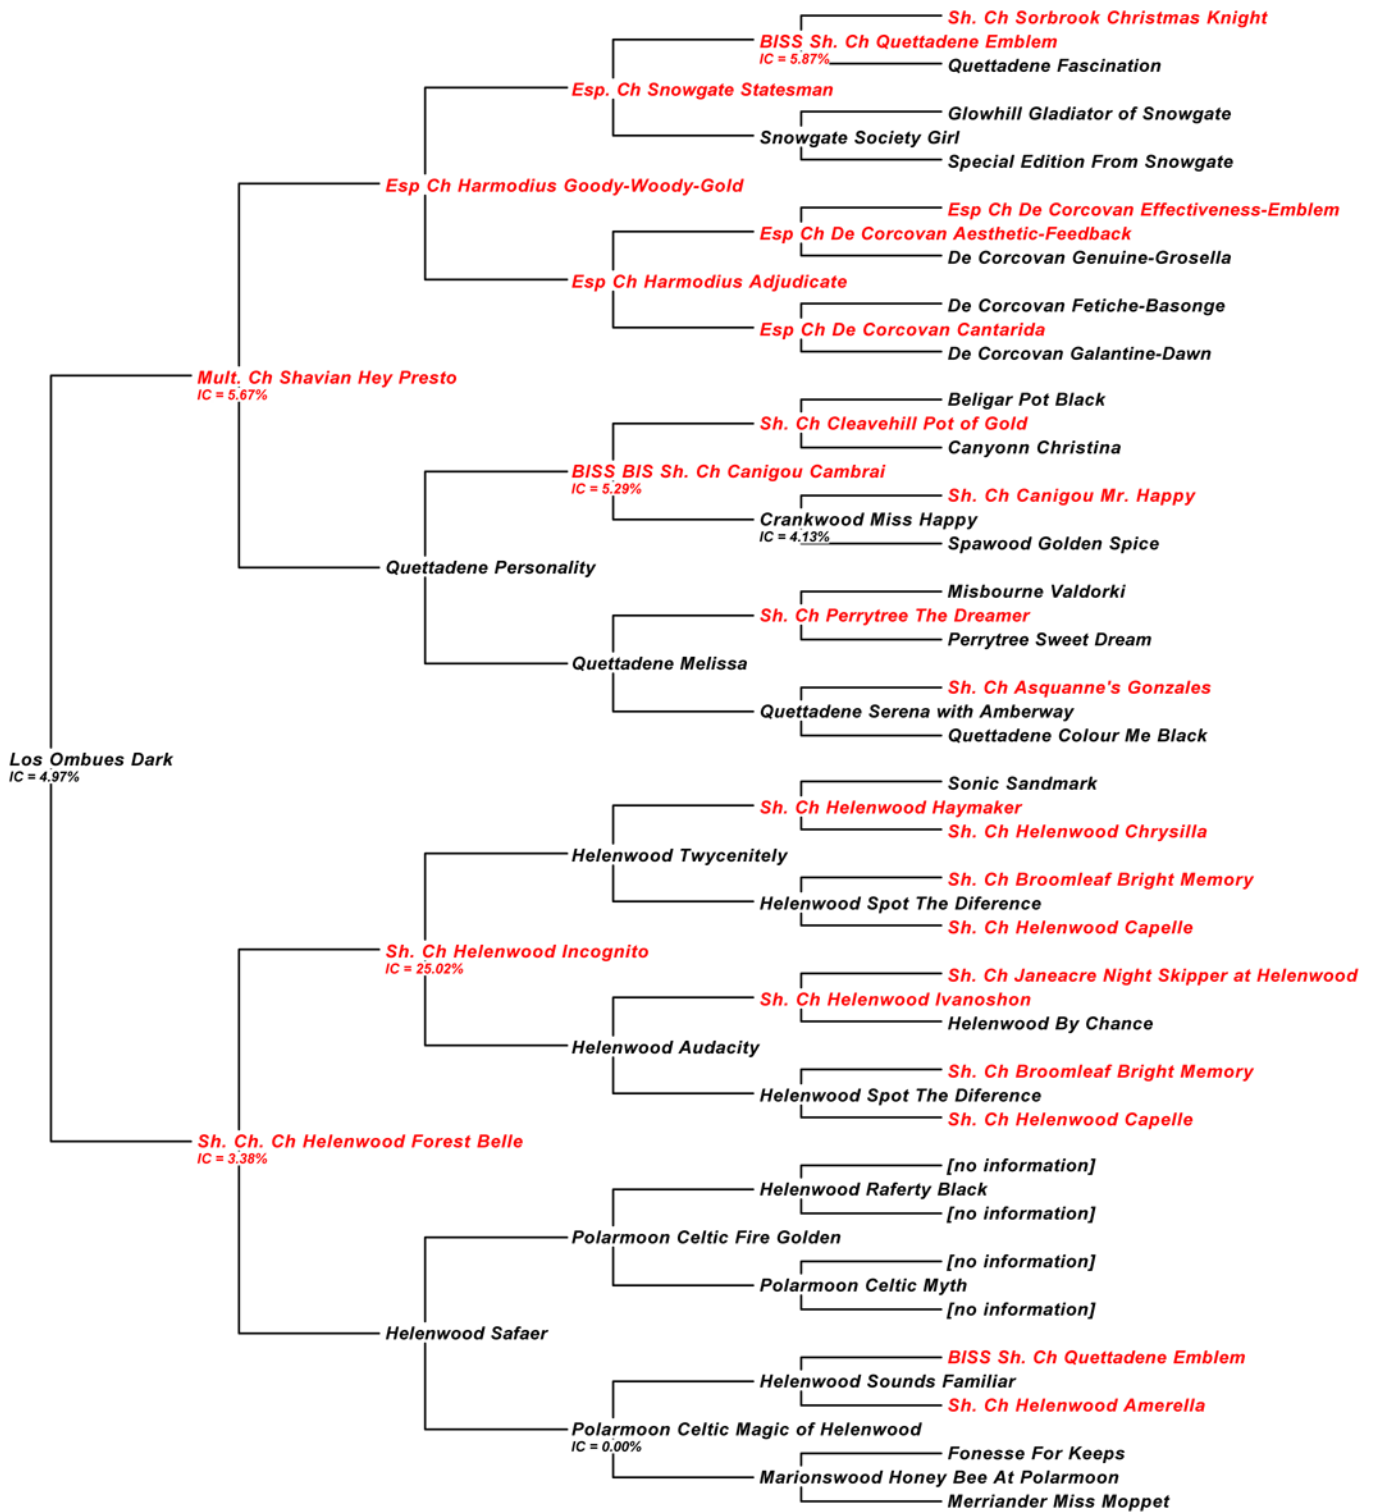 Sh. Ch Sorbrook Christmas Knight
BISS Sh. Ch Quettadene Emblem
IC = 5.87%
Quettadene Fascination
Esp. Ch Snowgate Statesman
Glowhill Gladiator of Snowgate
Snowgate Society Girl
Special Edition From Snowgate
Esp Ch Harmodius Goody-Woody-Gold
Esp Ch De Corcovan Effectiveness-Emblem
Esp Ch De Corcovan Aesthetic-Feedback
De Corcovan Genuine-Grosella
Esp Ch Harmodius Adjudicate
De Corcovan Fetiche-Basonge
Esp Ch De Corcovan Cantarida
De Corcovan Galantine-Dawn
Mult. Ch Shavian Hey Presto
IC = 5.67%
Beligar Pot Black
Sh. Ch Cleavehill Pot of Gold
Canyonn Christina
BISS BIS Sh. Ch Canigou Cambrai
IC = 5.29%
Sh. Ch Canigou Mr. Happy
Crankwood Miss Happy
IC = 4.13%
Spawood Golden Spice
Quettadene Personality
Misbourne Valdorki
Sh. Ch Perrytree The Dreamer
Perrytree Sweet Dream
Quettadene Melissa
Sh. Ch Asquanne's Gonzales
Quettadene Serena with Amberway
Quettadene Colour Me Black
Los Ombues Dark
IC = 4.97%
Sonic Sandmark
Sh. Ch Helenwood Haymaker
Sh. Ch Helenwood Chrysilla
Helenwood Twycenitely
Sh. Ch Broomleaf Bright Memory
Helenwood Spot The Diference
Sh. Ch Helenwood Capelle
Sh. Ch Helenwood Incognito
IC = 25.02%
Sh. Ch Janeacre Night Skipper at Helenwood
Sh. Ch Helenwood Ivanoshon
Helenwood By Chance
Helenwood Audacity
Sh. Ch Broomleaf Bright Memory
Helenwood Spot The Diference
Sh. Ch Helenwood Capelle
Sh. Ch. Ch Helenwood Forest Belle
IC = 3.38%
[no information]
Helenwood Raferty Black
[no information]
Polarmoon Celtic Fire Golden
[no information]
Polarmoon Celtic Myth
[no information]
Helenwood Safaer
BISS Sh. Ch Quettadene Emblem
Helenwood Sounds Familiar
Sh. Ch Helenwood Amerella
Polarmoon Celtic Magic of Helenwood
IC = 0.00%
Fonesse For Keeps
Marionswood Honey Bee At Polarmoon
Merriander Miss Moppet